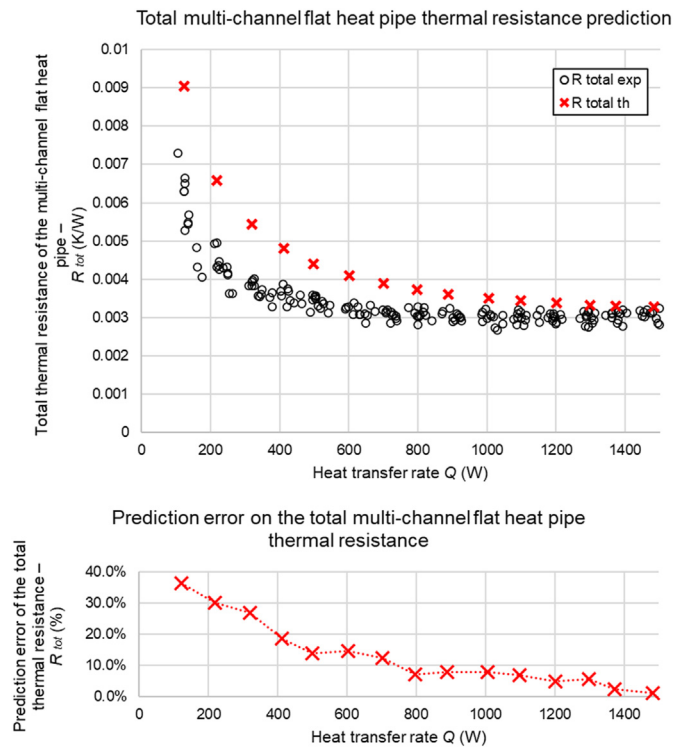 Total multi-channel flat heat pipe thermal resistance prediction
Total thermal resistance of the multi-channel flat heat
pipe –
R tot (K/W)
0.01
0.009
0.008
0.007
0.006
0.005
0.004
0.003
0.002
0.001
0
R total exp
R total th
0 200 400 600 800 1000 1200 1400
Heat transfer rate Q (W)
Prediction error on the total multi-channel flat heat pipe
thermal resistance
Prediction error of the total
thermal resistance –
R tot (%)
40.0%
30.0%
20.0%
10.0%
0.0%
0 200 400 600 800 1000 1200 1400
Heat transfer rate Q (W)